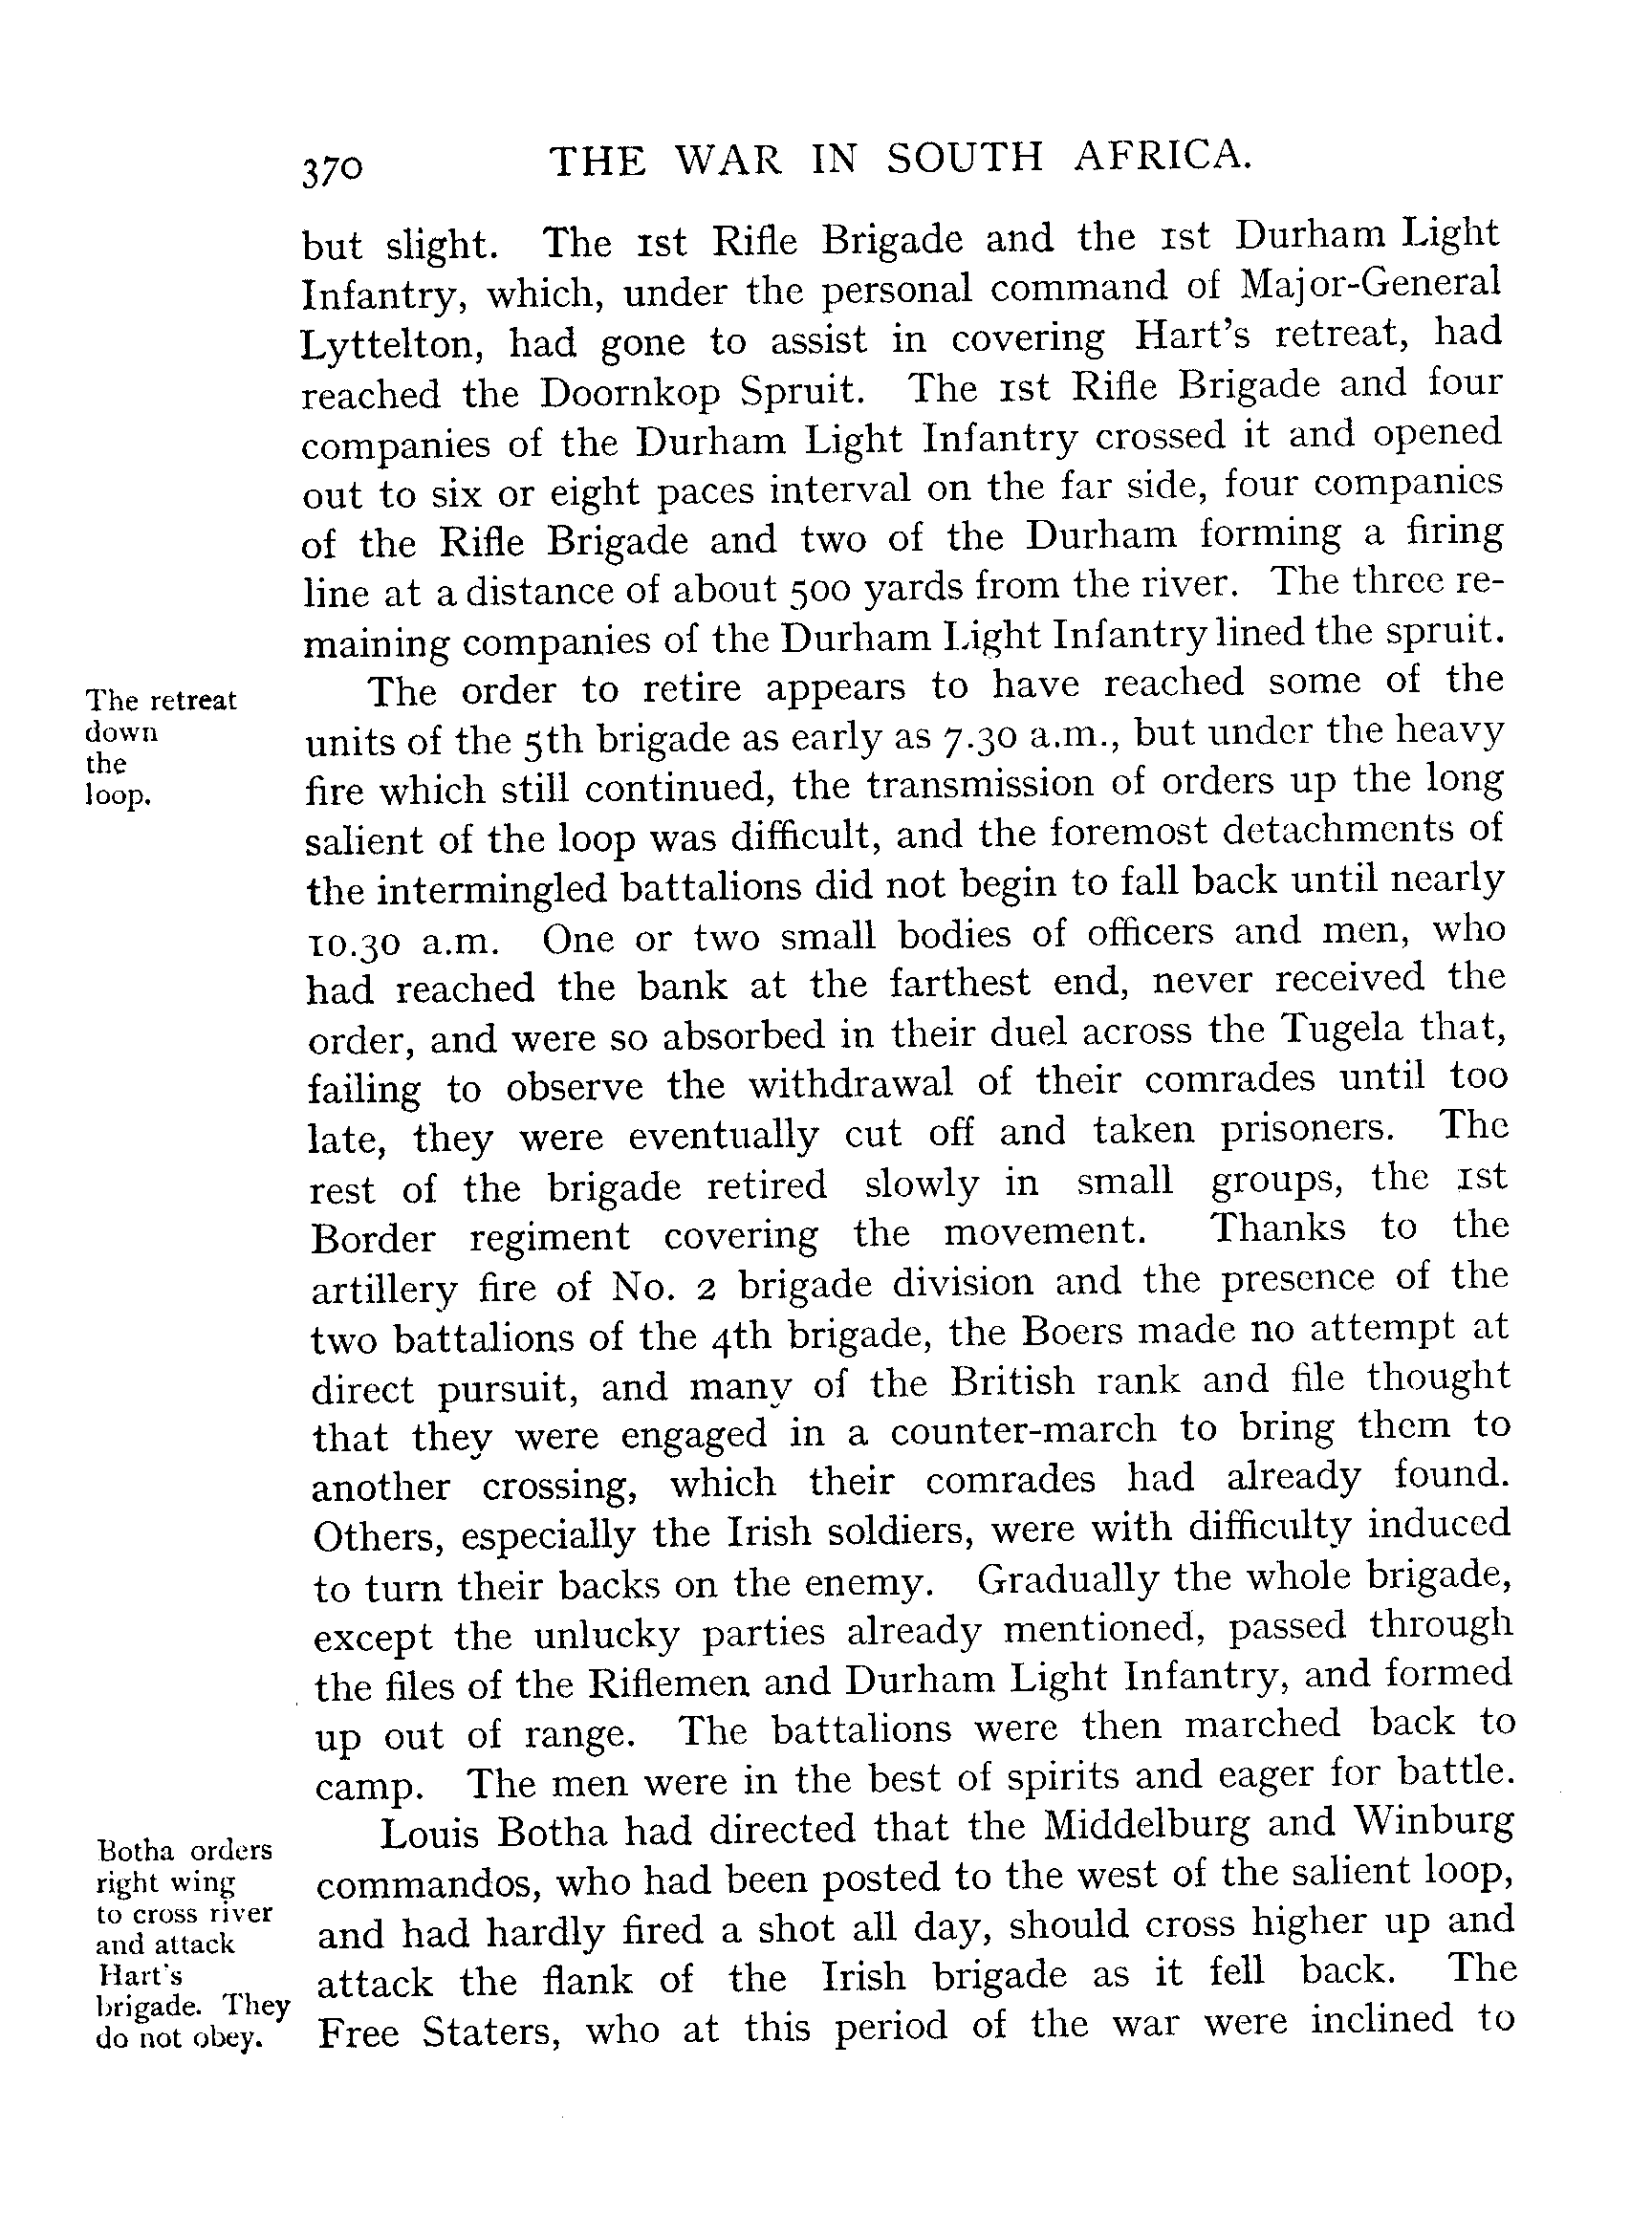 370 THE WAR IN SOUTH AFRICA.
but slight. The 1st Rifle Brigade and the 1st Durham Light
Infantry, which, under the personal command of Major-General
Lyttelton, had gone to assist in covering Hart's retreat, had
reached the Doornkop Spruit. The 1st Rifle Brigade and four
companies of the Durham Light Infantry crossed it and opened
out to six or eight paces interval on the far side, four companies
of the Rifle Brigade and two of the Durham forming a firing
line at a distance of about 500 yards from the river. The three re-
maining companies of the Durham Light Infantry lined the spruit.
The retreat
down
the
loop.
The order to retire appears to have reached some of the
units of the 5th brigade as early as 7.30 a.m., but under the heavy
fire which still continued, the transmission of orders up the long
salient of the loop was difficult, and the foremost detachments of
the intermingled battalions did not begin to fall back until nearly
10.30 a.m. One or two small bodies of officers and men, who
had reached the bank at the farthest end, never received the
order, and were so absorbed in their duel across the Tugela that,
failing to observe the withdrawal of their comrades until too
late, they were eventually cut off and taken prisoners. The
rest of the brigade retired slowly in small groups, the 1st
Border regiment covering the movement. Thanks to the
artillery fire of No. 2 brigade division and the presence of the
two battalions of the 4th brigade, the Boers made no attempt at
direct pursuit, and many of the British rank and file thought
that they were engaged in a counter-march to bring them to
another crossing, which their comrades had already found.
Others, especially the Irish soldiers, were with difficulty induced
to turn their backs on the enemy. Gradually the whole brigade,
except the unlucky parties already mentioned, passed through
the files of the Riflemen and Durham Light Infantry, and formed
up out of range. The battalions were then marched back to
camp. The men were in the best of spirits and eager for battle.
Botha orders
right wing
to cross river
and attack
Hart's
brigade. They
do not obey.
Louis Botha had directed that the Middelburg and Winburg
commandos, who had been posted to the west of the salient loop,
and had hardly fired a shot all day, should cross higher up and
attack the flank of the Irish brigade as it fell back. The
Free Staters, who at this period of the war were inclined to